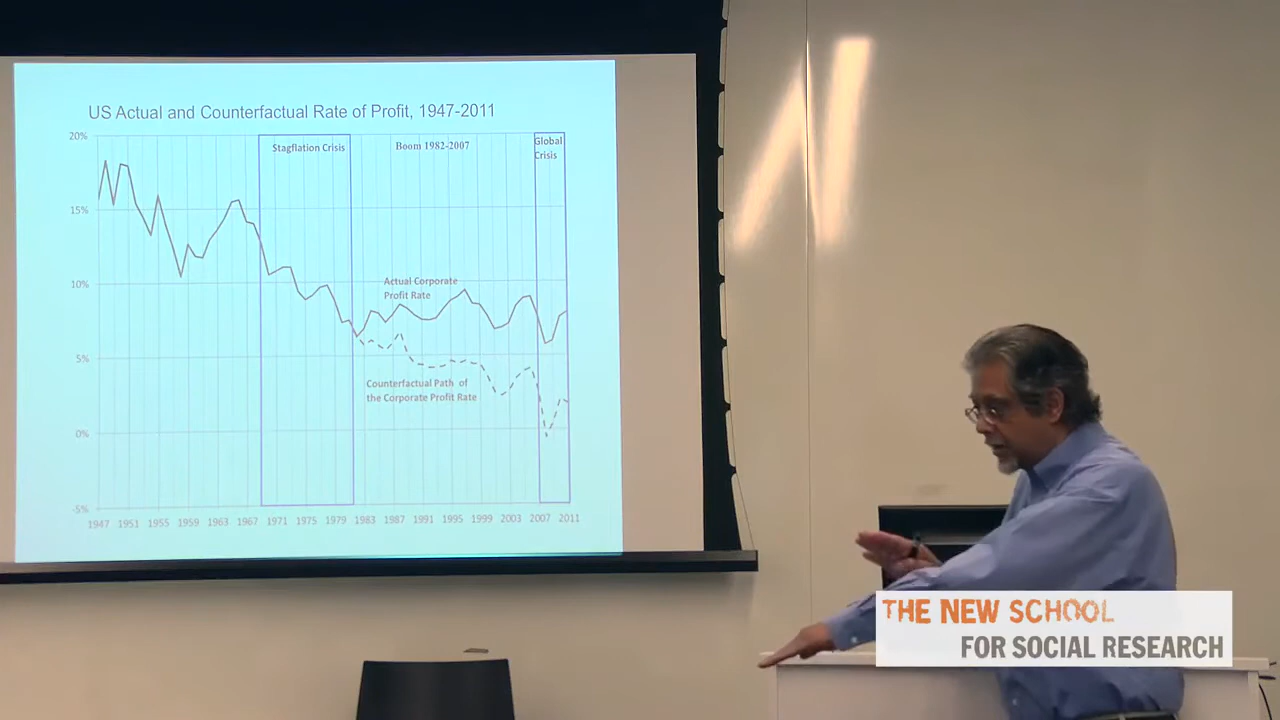 US Actual and Counterfactual Rate of Profit, 1947-2011
20%
Stagflation Crisis
Boom 1982-2007
Global
Crisis
15%
10%
Actual Corporate
Profit Rate
5%
Counterfactual Path of
the Corporate Profit Rate
0%
-5%
1947 1951 1955 1959 1963 1967 1971 1975 1979 1983 1987 1991 1995 1999 2003 2007 2011
THE NEW SCHOOL
FOR SOCIAL RESEARCH